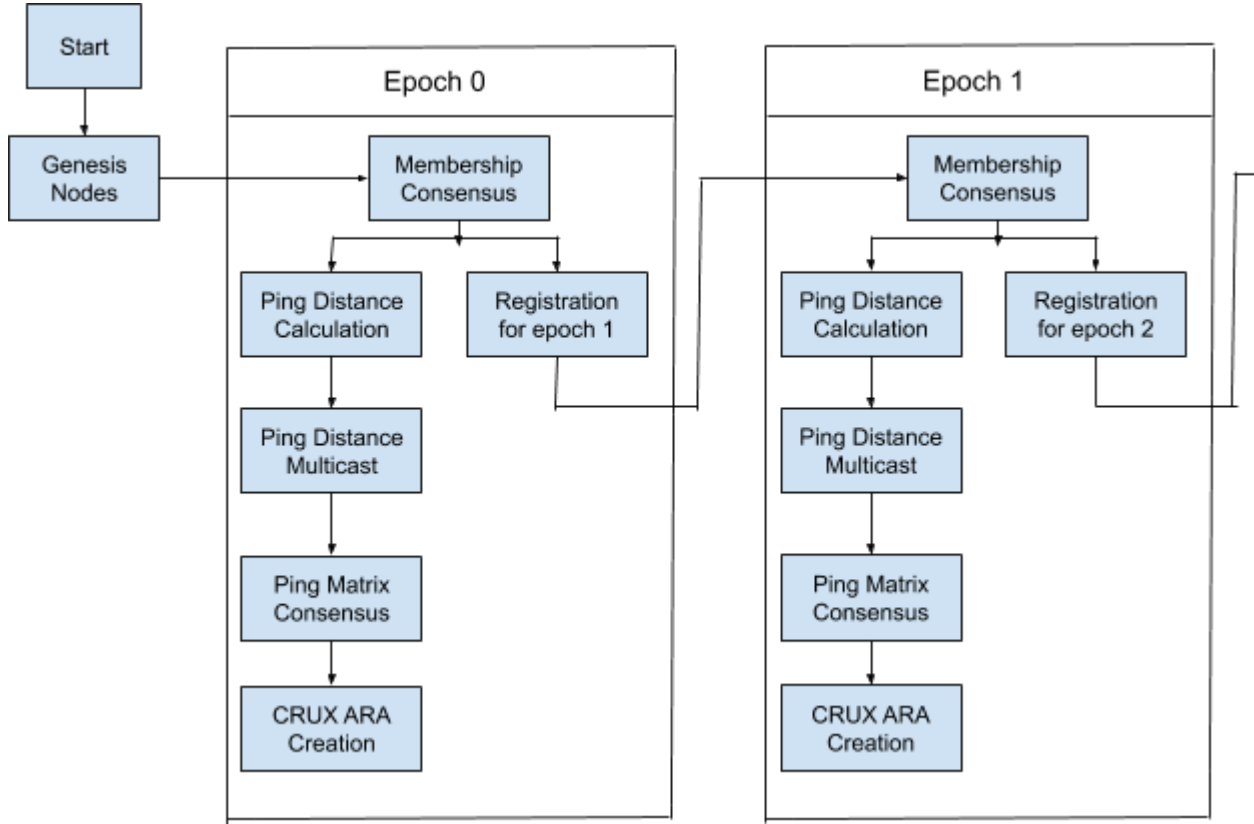 Start
Genesis
Nodes
Epoch 0
Membership
Consensus
Ping Distance
Calculation
Registration
for epoch 1
Ping Distance
Multicast
Ping Matrix
Consensus
CRUX ARA
Creation
Epoch 1
Membership
Consensus
Ping Distance
Calculation
Registration
for epoch 2
Ping Distance
Multicast
Ping Matrix
Consensus
CRUX ARA
Creation